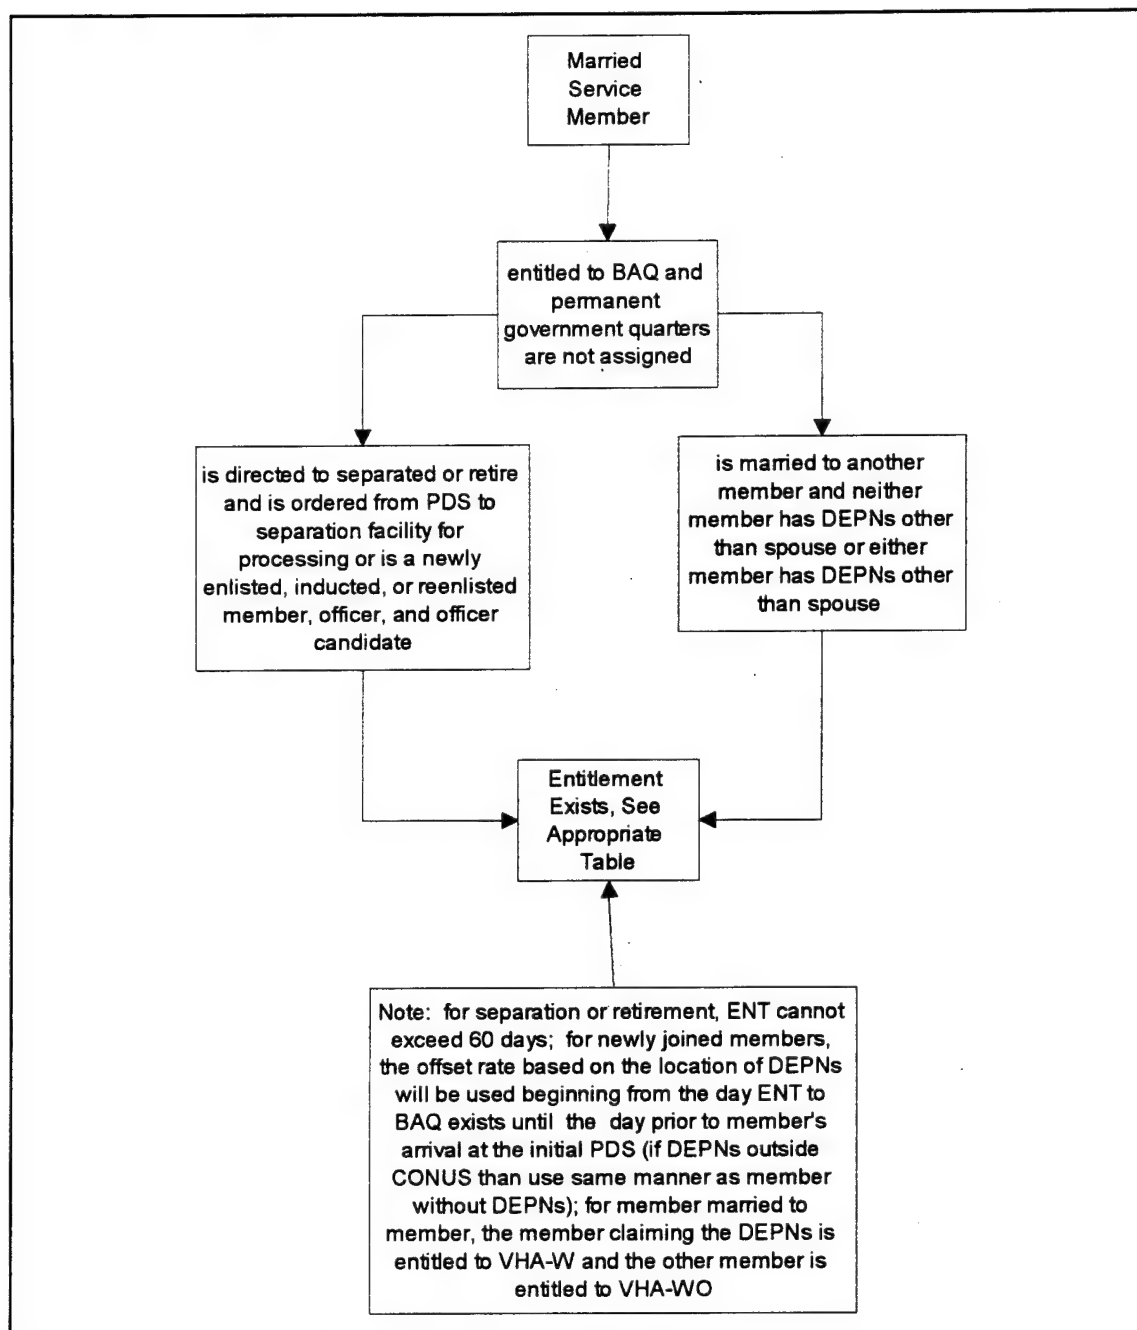 Married
Service
Member
entitled to BAQ and
permanent
government quarters
are not assigned
is directed to separated or retire
and is ordered from PDS to
separation facility for
processing or is a newly
enlisted, inducted, or reenlisted
member, officer, and officer
candidate
is married to another
member and neither
member has DEPNs other
than spouse or either
member has DEPNs other
than spouse
Entitlement
Exists, See
Appropriate
Table
Note: for separation or retirement, ENT cannot
exceed 60 days; for newly joined members,
the offset rate based on the location of DEPNs
will be used beginning from the day ENT to
BAQ exists until the day prior to member's
arrival at the initial PDS (if DEPNs outside
CONUS than use same manner as member
without DEPNs); for member married to
member, the member claiming the DEPNs is
entitled to VHA-W and the other member is
entitled to VHA-WO